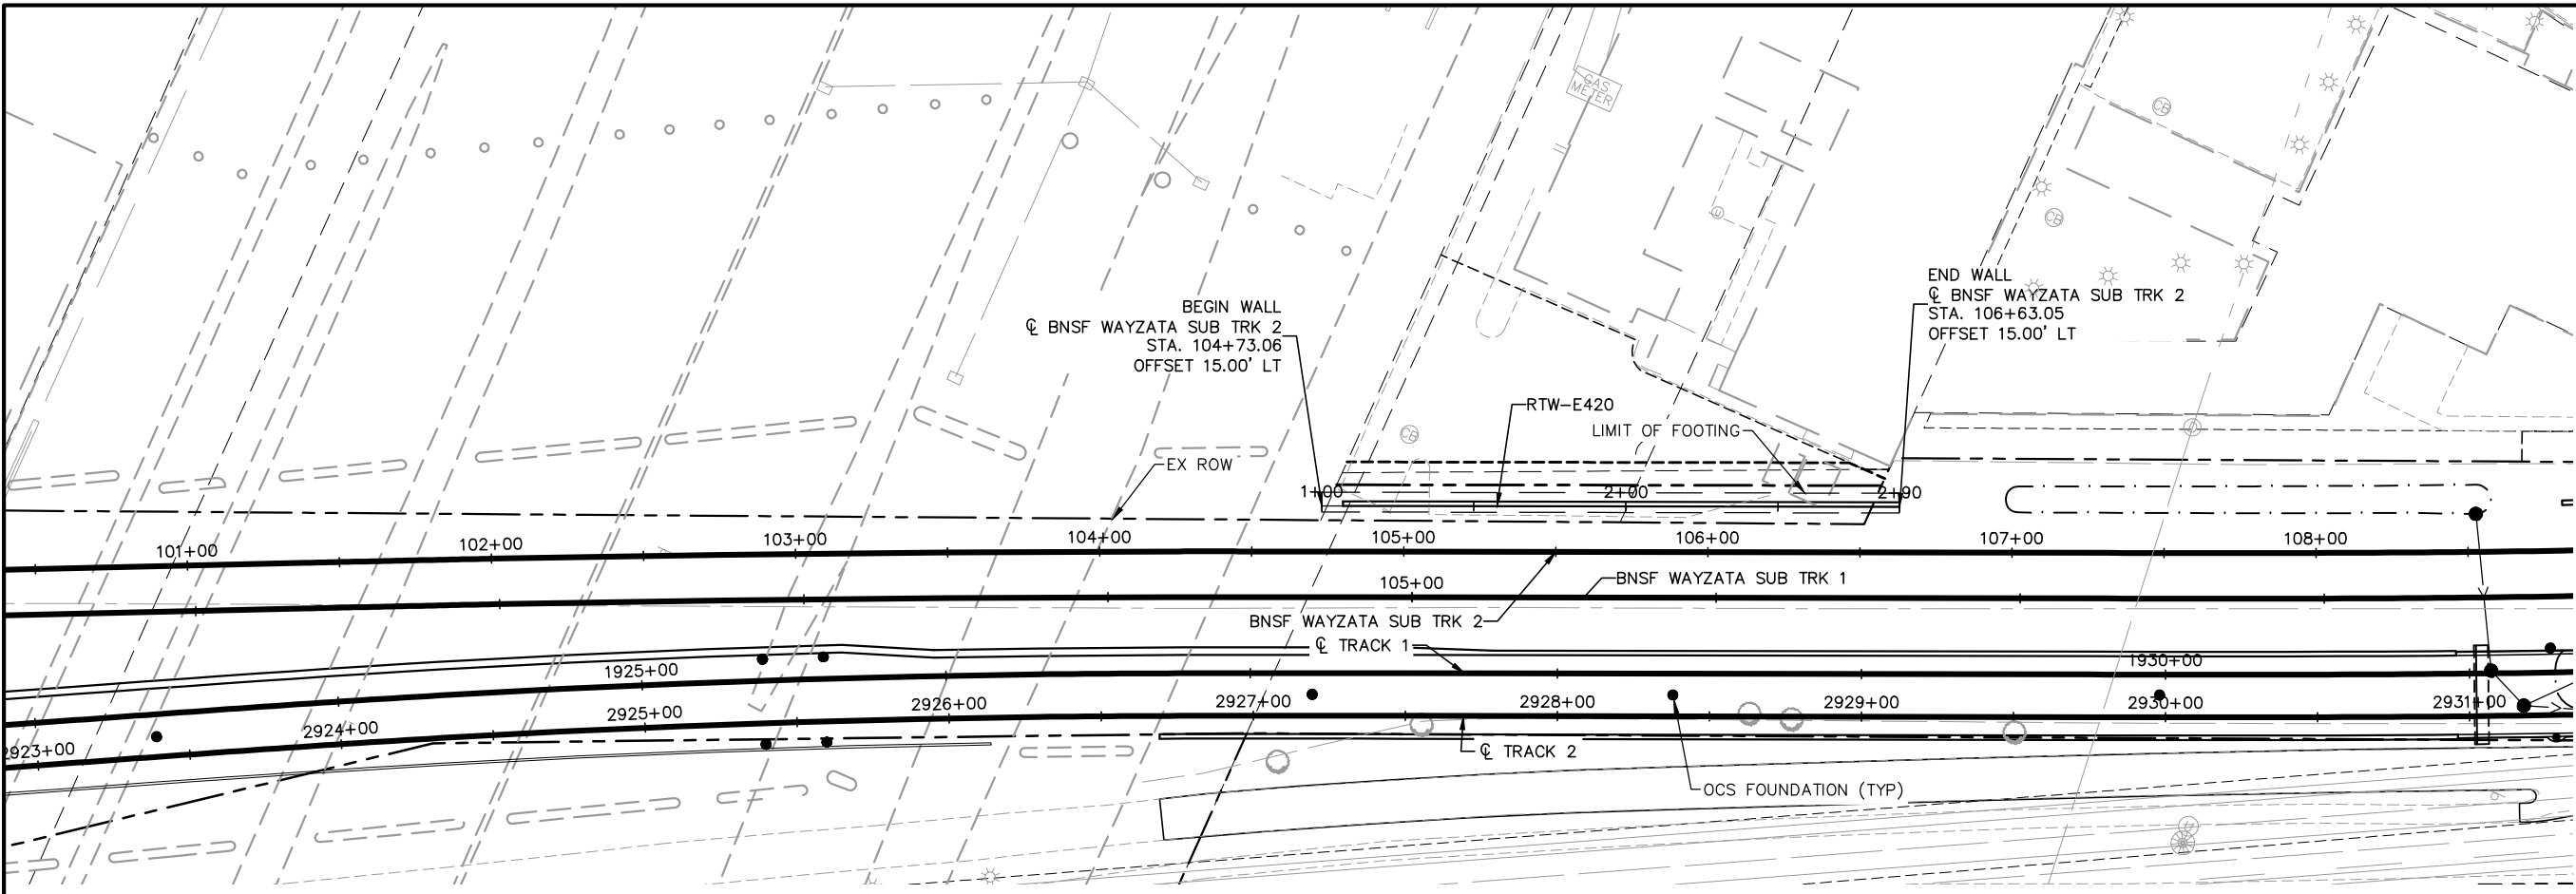 GAS
METER
CB
CB
E
END WALL
℄ BNSF WAYZATA SUB TRK 2
STA. 106+63.05
OFFSET 15.00' LT
BEGIN WALL
℄ BNSF WAYZATA SUB TRK 2
STA. 104+73.06
OFFSET 15.00' LT
RTW-E420
LIMIT OF FOOTING
CB
D
EX ROW
1+00
2+00
2+90
101+00
102+00
103+00
104+00
105+00
106+00
107+00
108+00
105+00
BNSF WAYZATA SUB TRK 1
BNSF WAYZATA SUB TRK 2
℄ TRACK 1
1925+00
1930+00
2923+00
2924+00
2925+00
2926+00
2927+00
2928+00
2929+00
2930+00
2931+00
℄ TRACK 2
OCS FOUNDATION (TYP)